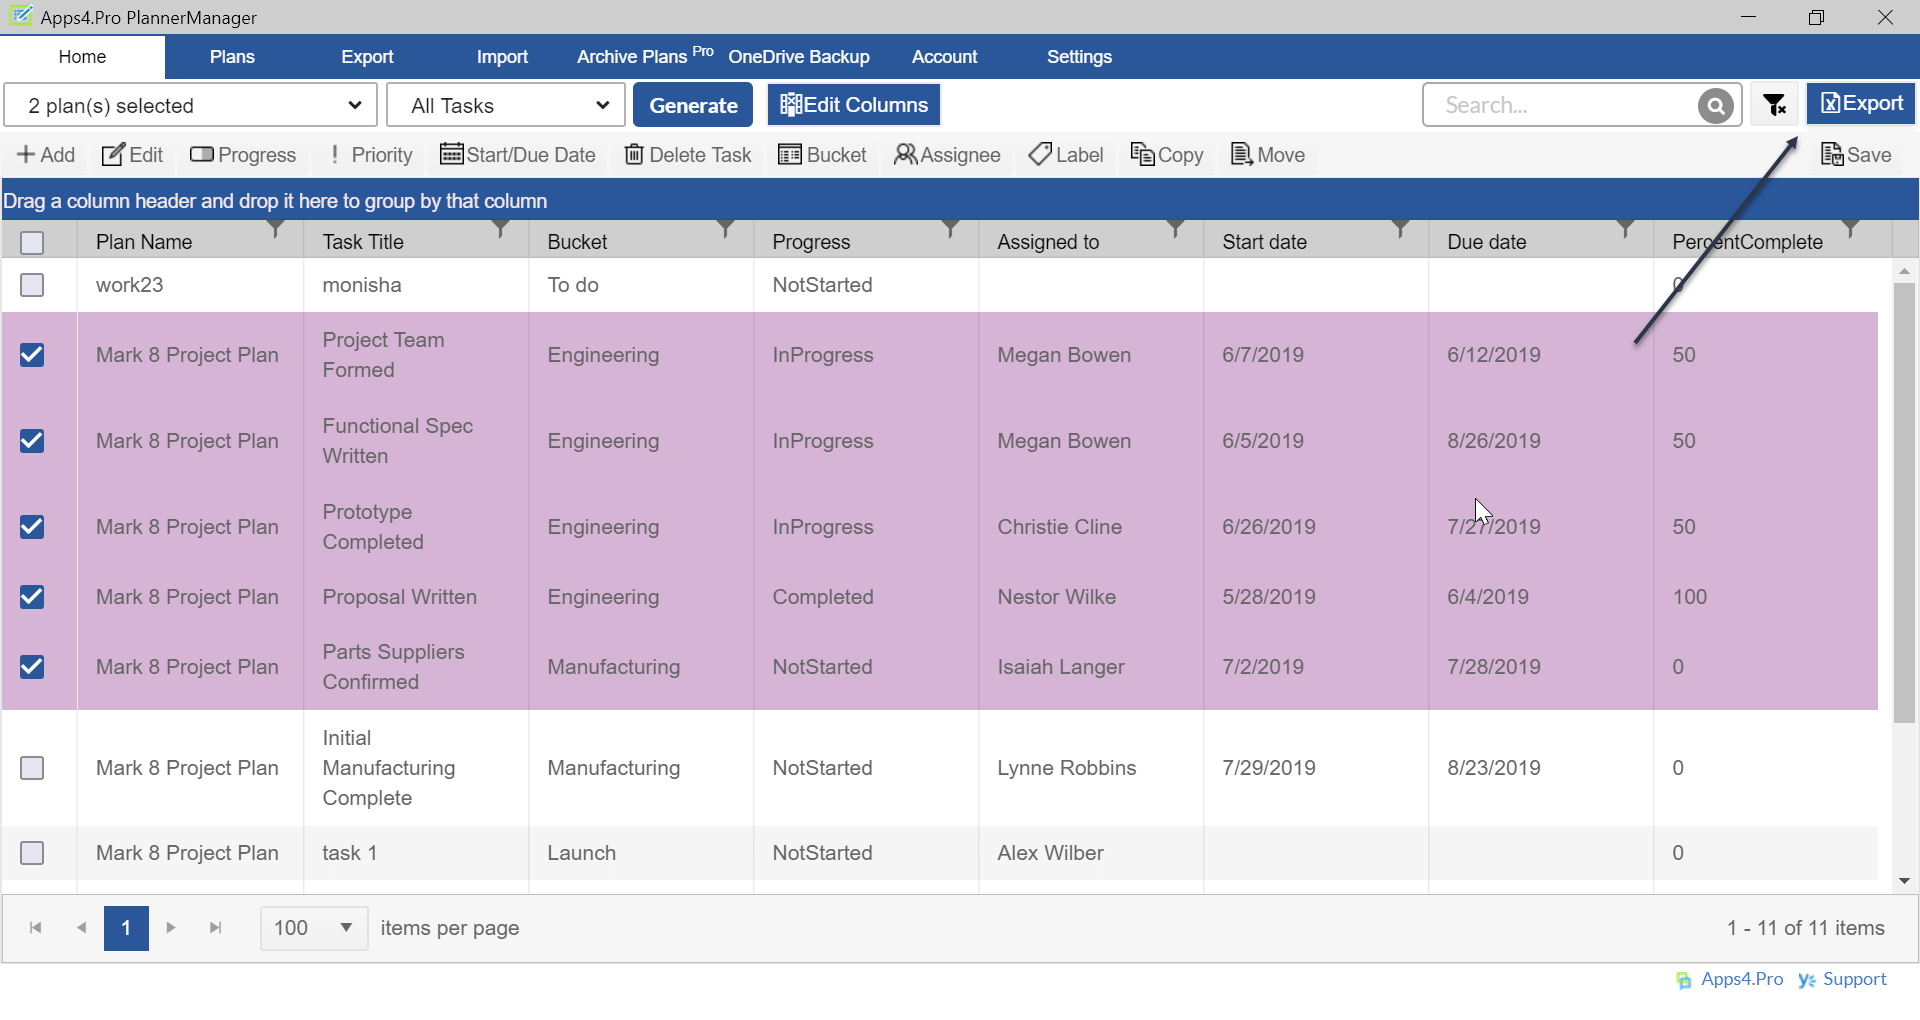 Apps4.Pro PlannerManager
Home Plans Export Import Archive Plans Pro OneDrive Backup Account Settings
2 plan(s) selected All Tasks Generate Edit Columns Search... Export
Add Edit Progress Priority Start/Due Date Delete Task Bucket Assignee Label Copy Move Save
Drag a column header and drop it here to group by that column
Plan Name Task Title Bucket Progress Assigned to Start date Due date PercentComplete
work23 monisha To do NotStarted 0
Mark 8 Project Plan Project Team Formed Engineering InProgress Megan Bowen 6/7/2019 6/12/2019 50
Mark 8 Project Plan Functional Spec Written Engineering InProgress Megan Bowen 6/5/2019 8/26/2019 50
Mark 8 Project Plan Prototype Completed Engineering InProgress Christie Cline 6/26/2019 7/27/2019 50
Mark 8 Project Plan Proposal Written Engineering Completed Nestor Wilke 5/28/2019 6/4/2019 100
Mark 8 Project Plan Parts Suppliers Confirmed Manufacturing NotStarted Isaiah Langer 7/2/2019 7/28/2019 0
Mark 8 Project Plan Initial Manufacturing Complete Manufacturing NotStarted Lynne Robbins 7/29/2019 8/23/2019 0
Mark 8 Project Plan task 1 Launch NotStarted Alex Wilber 0
1 100 items per page 1 - 11 of 11 items
Apps4.Pro Support